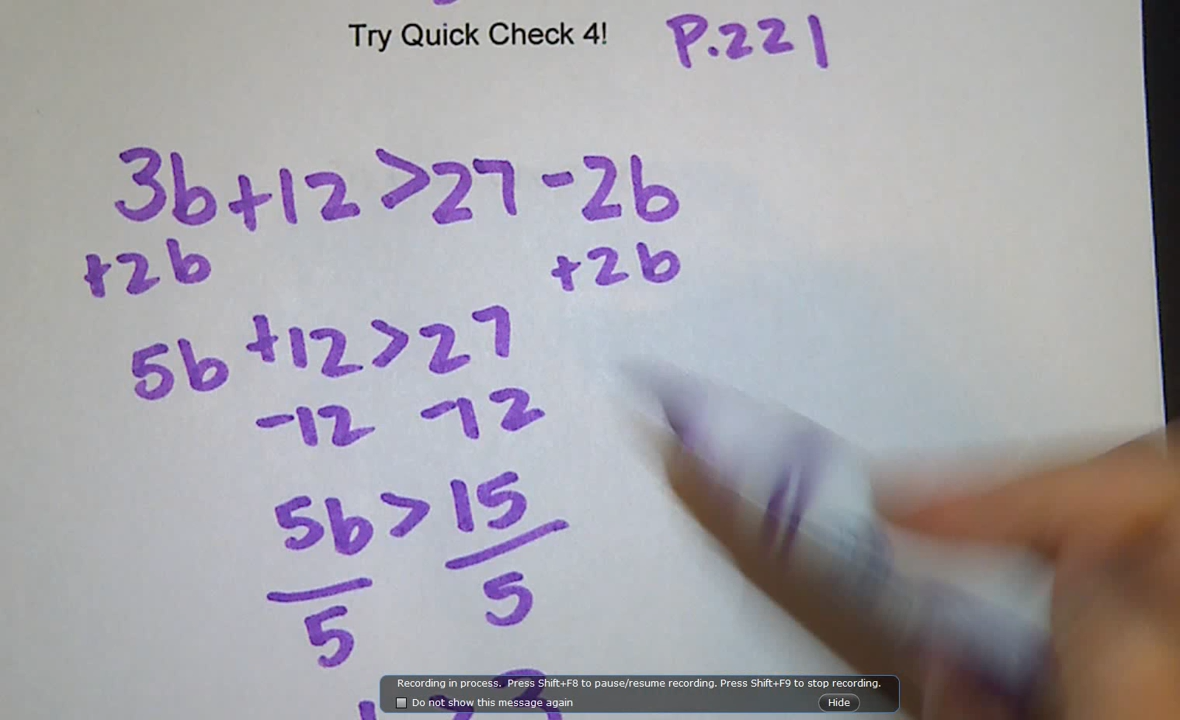 Try Quick Check 4! P.221
3b+12>27-2b
+2b +2b
5b+12>27
-12 -12
5b > 15
5 5
> 3
Recording in process. Press Shift+F8 to pause/resume recording. Press Shift+F9 to stop recording.
Do not show this message again Hide